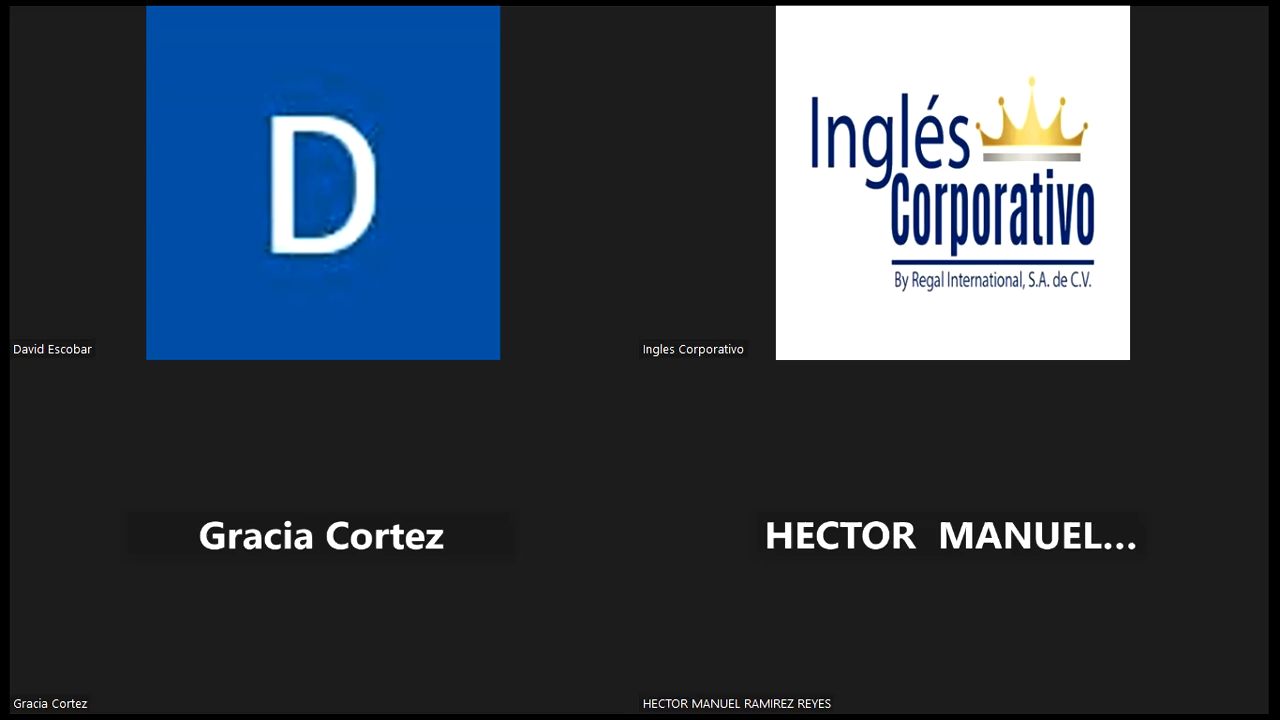 D
Inglés
Corporativo
By Regal International, S.A. de C.V.
David Escobar
Ingles Corporativo
Gracia Cortez
HECTOR MANUEL...
Gracia Cortez
HECTOR MANUEL RAMIREZ REYES